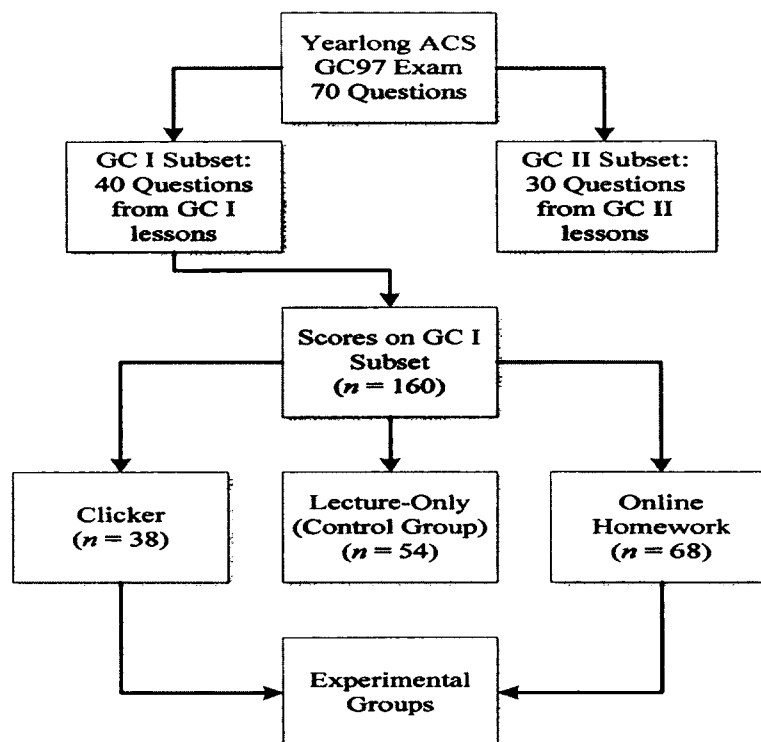 Yearlong ACS
GC97 Exam
70 Questions
GC I Subset:
40 Questions
from GC I
lessons
GC II Subset:
30 Questions
from GC II
lessons
Scores on GC I
Subset
(n = 160)
Clicker
(n = 38)
Lecture-Only
(Control Group)
(n = 54)
Online
Homework
(n = 68)
Experimental
Groups